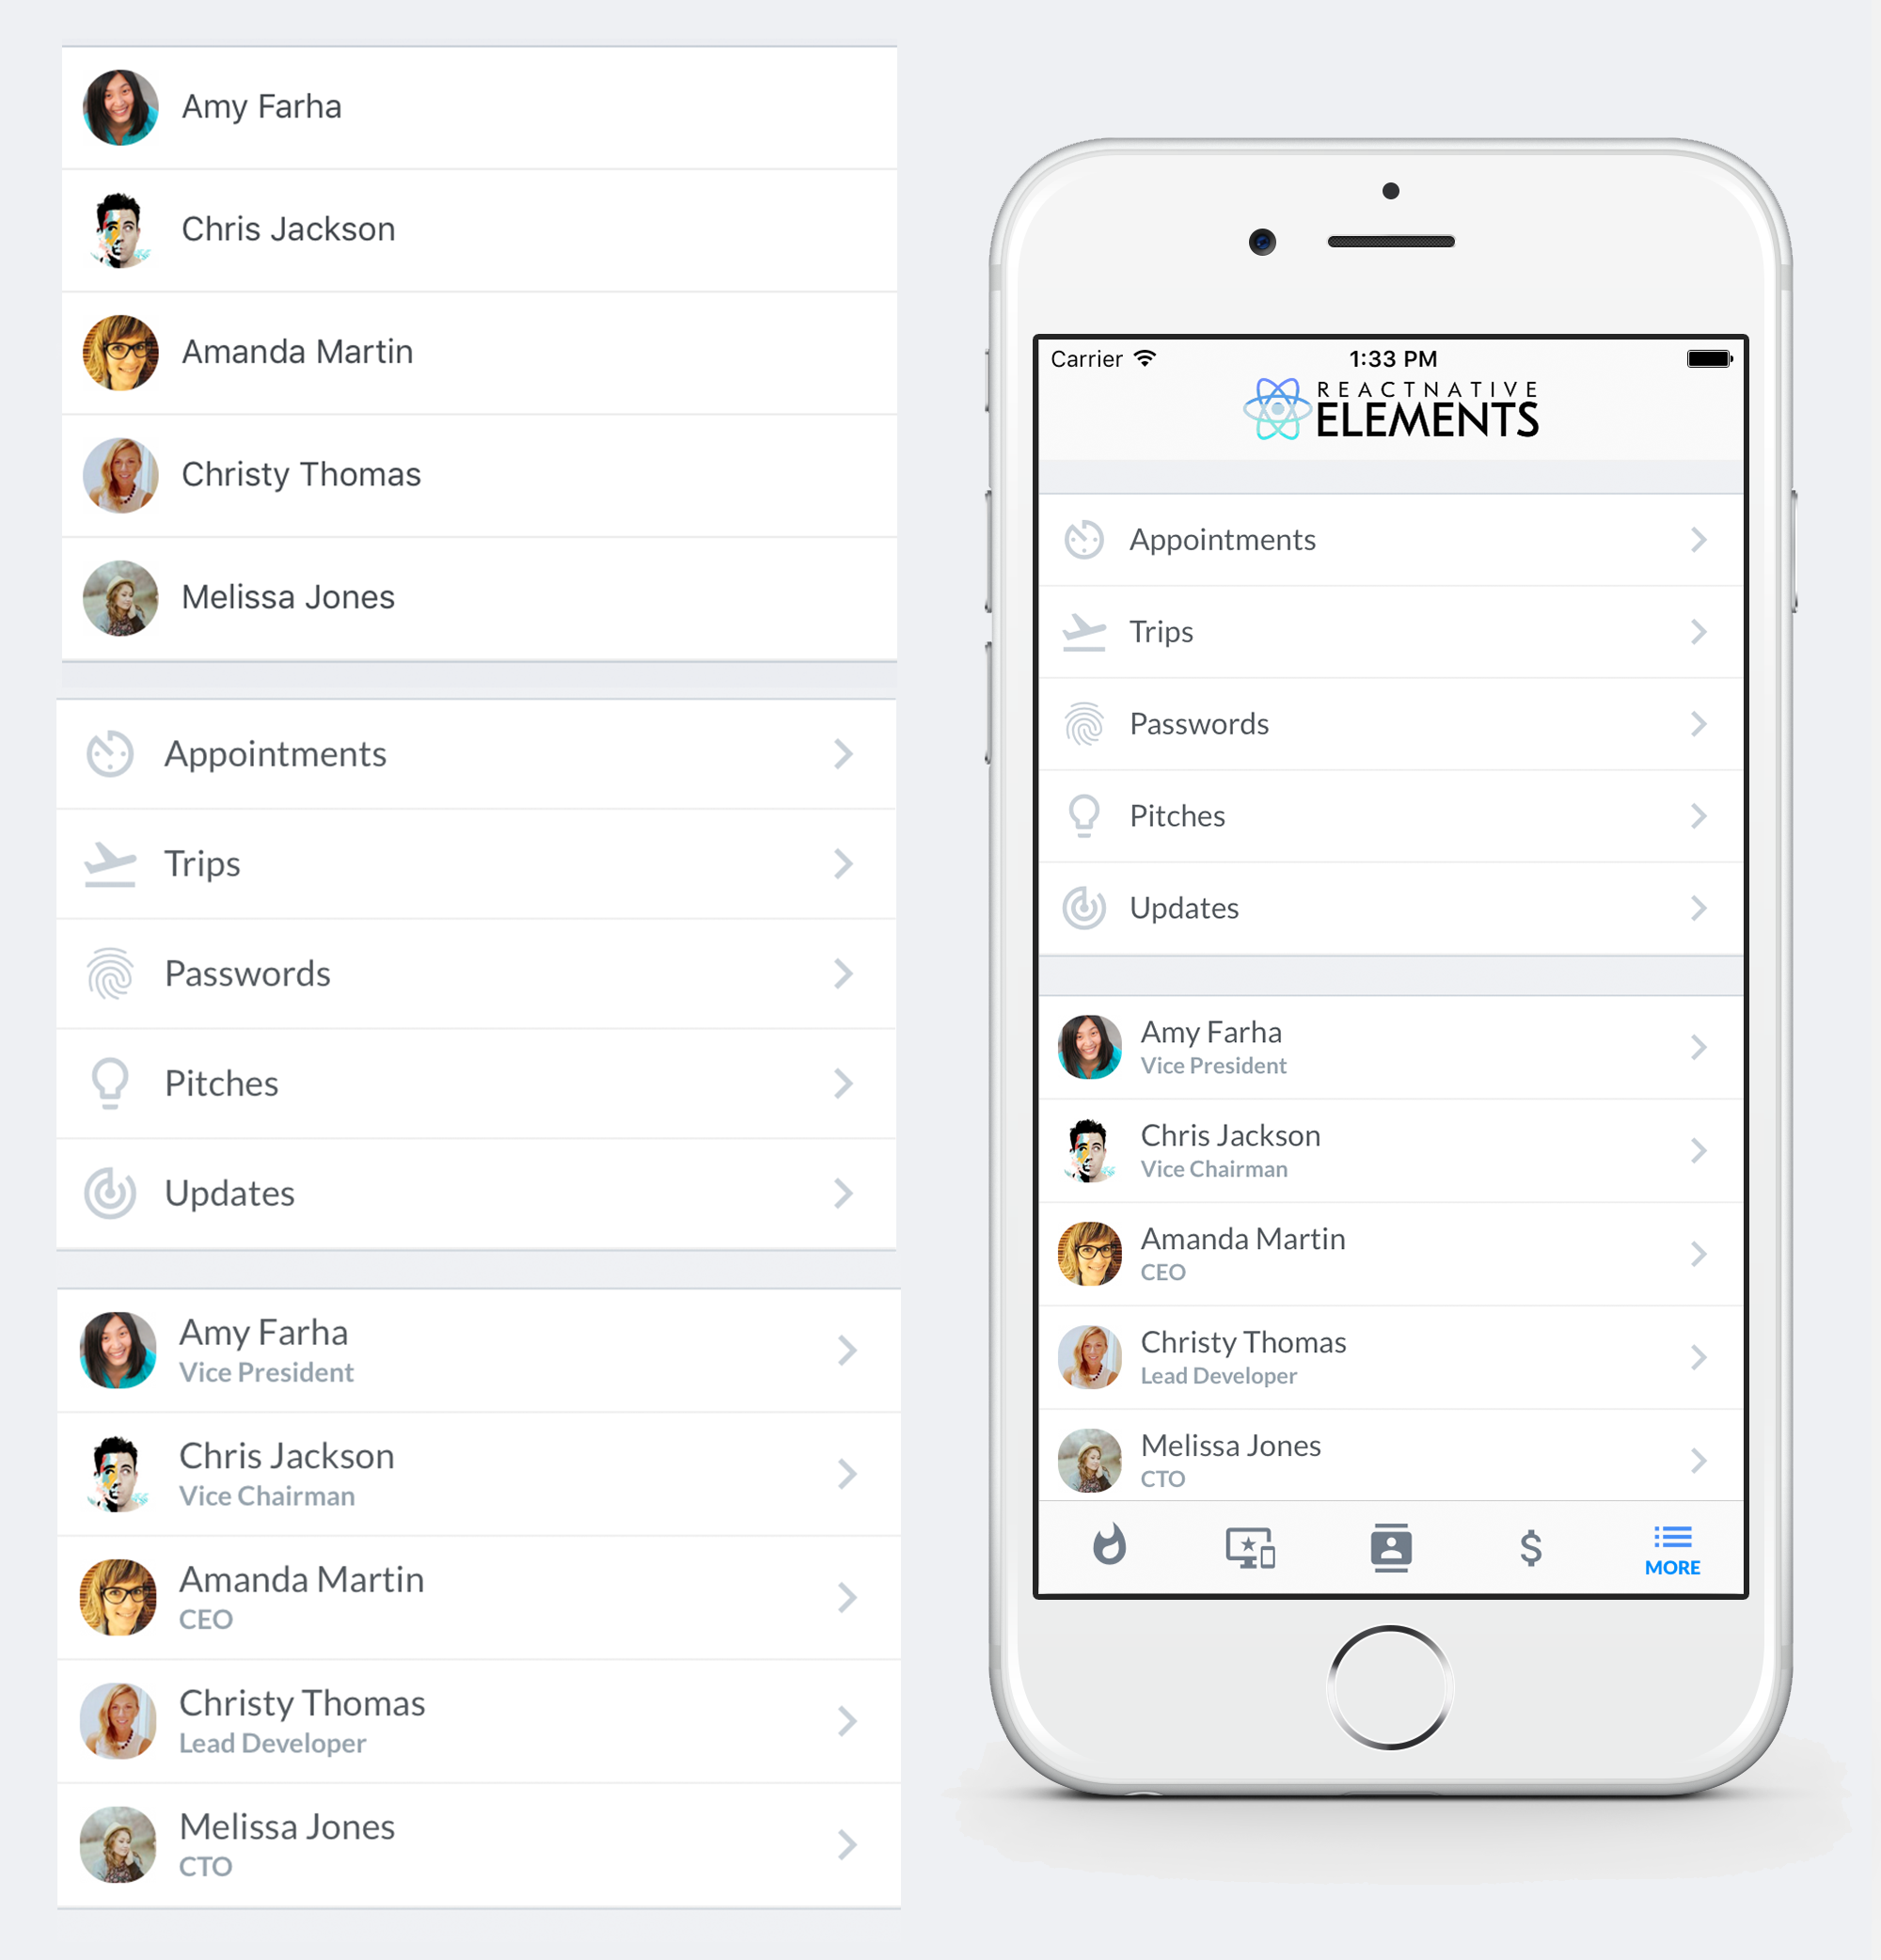 Amy Farha
Chris Jackson
Amanda Martin
Christy Thomas
Melissa Jones
Appointments
Trips
Passwords
Pitches
Updates
Amy Farha
Vice President
Chris Jackson
Vice Chairman
Amanda Martin
CEO
Christy Thomas
Lead Developer
Melissa Jones
CTO
Carrier 1:33 PM
REACTNATIVE
ELEMENTS
Appointments
Trips
Passwords
Pitches
Updates
Amy Farha
Vice President
Chris Jackson
Vice Chairman
Amanda Martin
CEO
Christy Thomas
Lead Developer
Melissa Jones
CTO
$
MORE